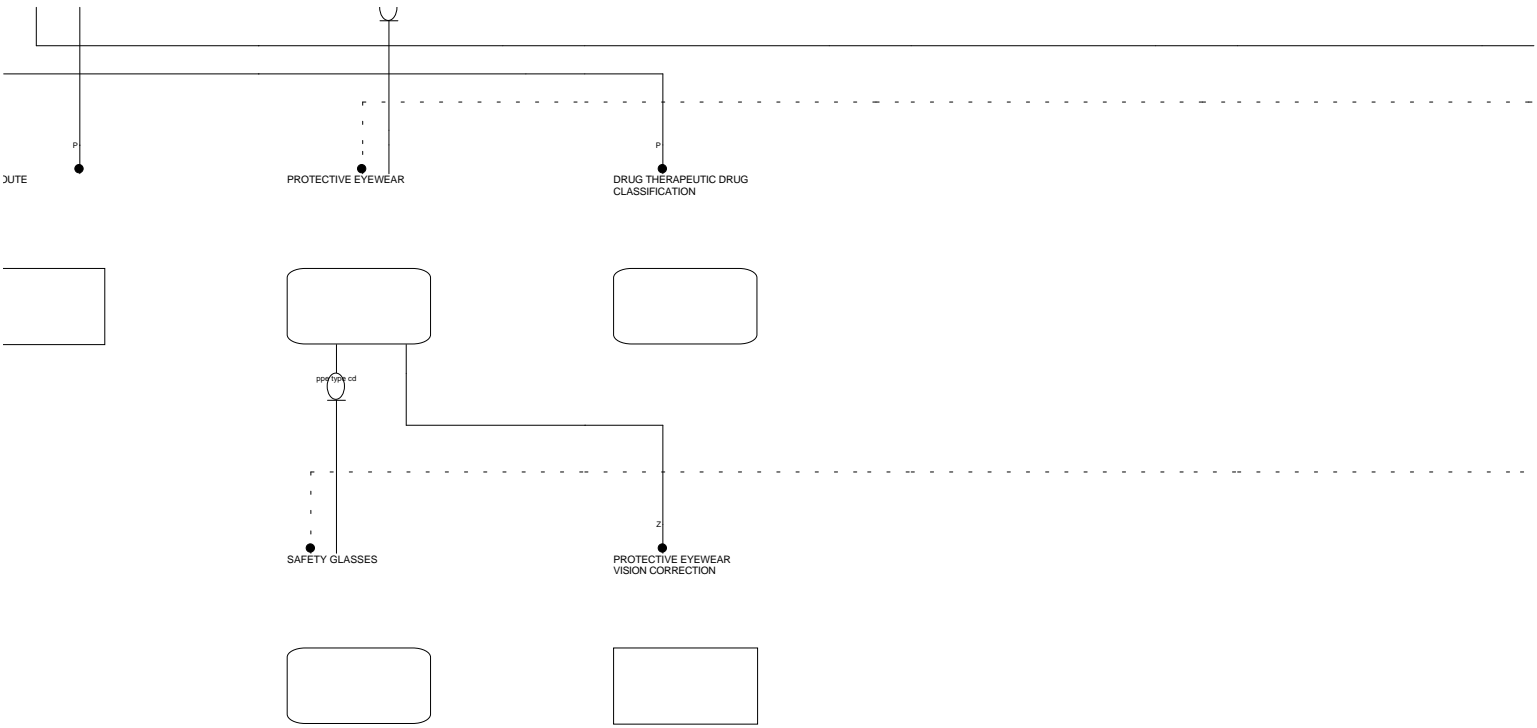 P
P
OUTE
PROTECTIVE EYEWEAR
DRUG THERAPEUTIC DRUG
CLASSIFICATION
ppe type cd
Z
SAFETY GLASSES
PROTECTIVE EYEWEAR
VISION CORRECTION